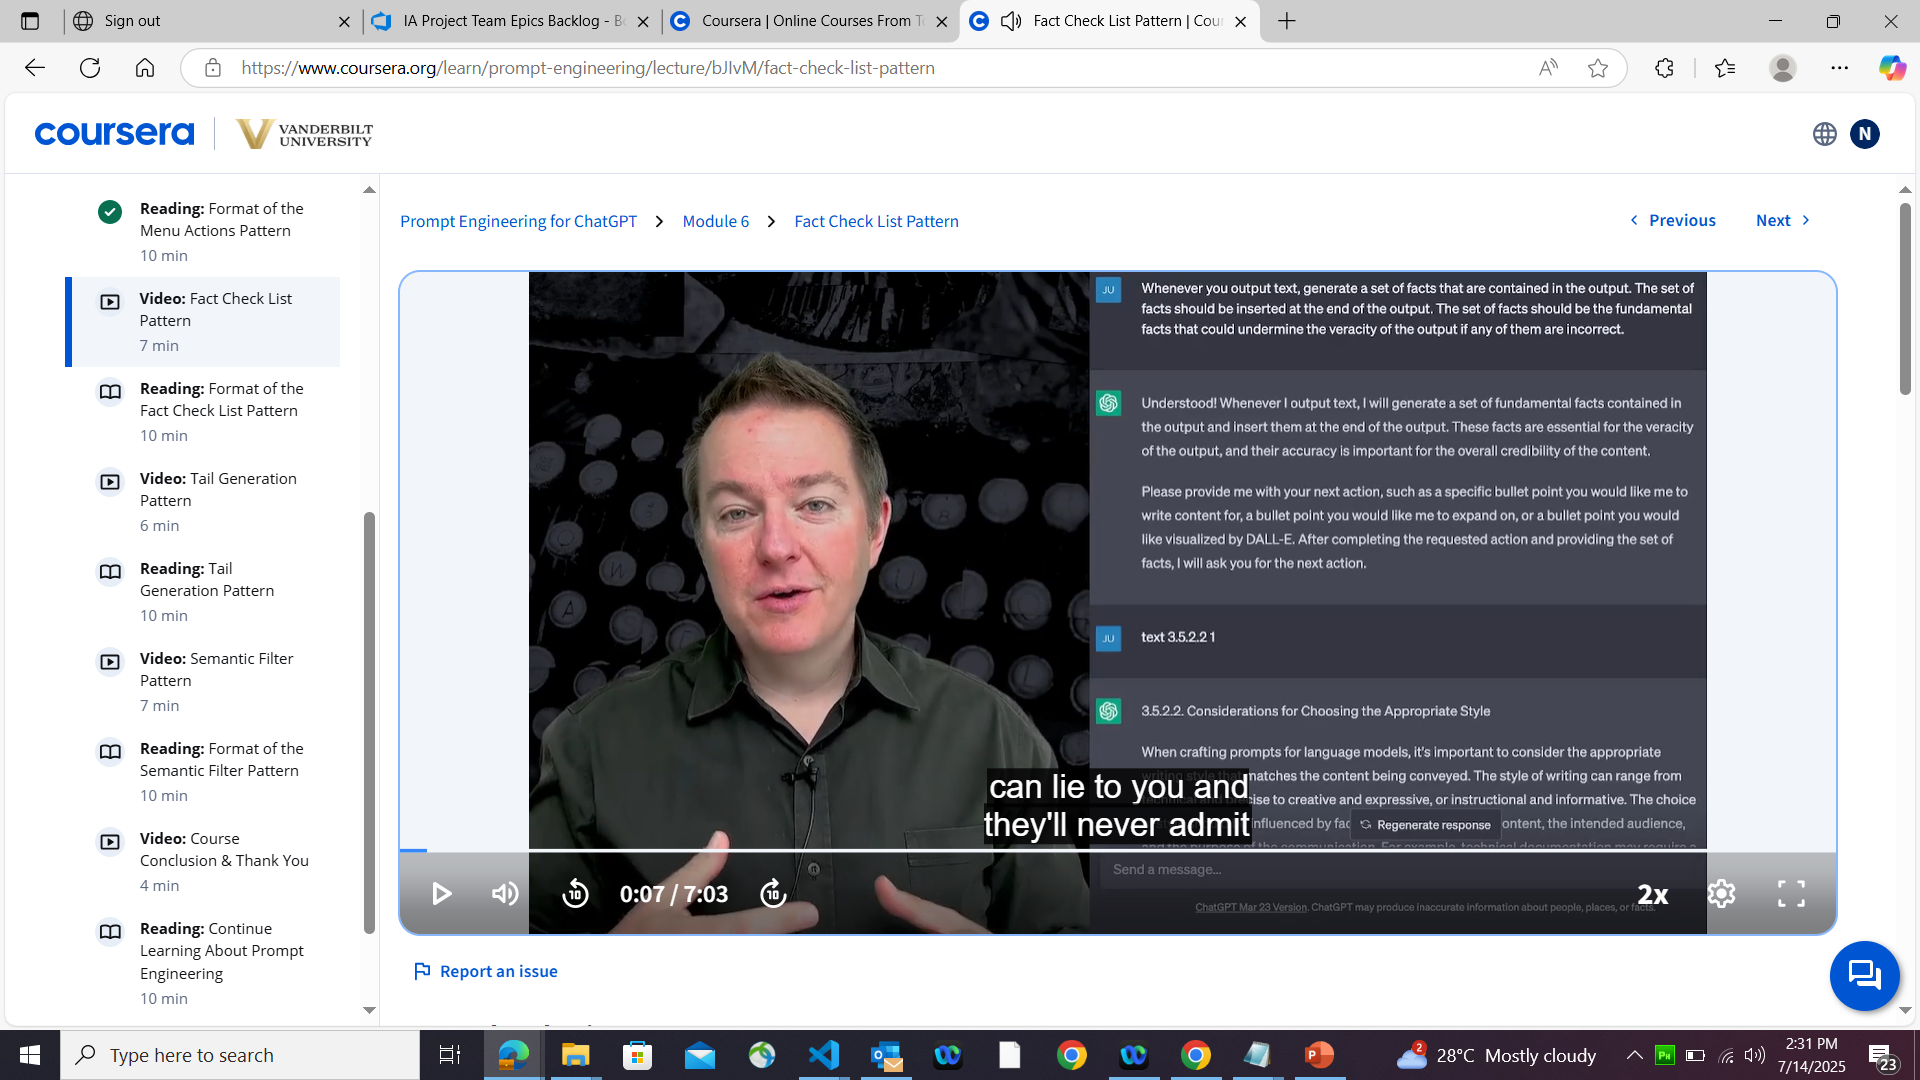 Sign out
IA Project Team Epics Backlog - Bo
Coursera | Online Courses From To
Fact Check List Pattern | Cour
https://www.coursera.org/learn/prompt-engineering/lecture/bJIvM/fact-check-list-pattern
coursera
VANDERBILT
UNIVERSITY
N
Reading: Format of the
Menu Actions Pattern
10 min
Video: Fact Check List
Pattern
7 min
Reading: Format of the
Fact Check List Pattern
10 min
Video: Tail Generation
Pattern
6 min
Reading: Tail
Generation Pattern
10 min
Video: Semantic Filter
Pattern
7 min
Reading: Format of the
Semantic Filter Pattern
10 min
Video: Course
Conclusion & Thank You
4 min
Reading: Continue
Learning About Prompt
Engineering
10 min
Prompt Engineering for ChatGPT > Module 6 > Fact Check List Pattern
Previous
Next
JU
Whenever you output text, generate a set of facts that are contained in the output. The set of
facts should be inserted at the end of the output. The set of facts should be the fundamental
facts that could undermine the veracity of the output if any of them are incorrect.
Understood! Whenever I output text, I will generate a set of fundamental facts contained in
the output and insert them at the end of the output. These facts are essential for the veracity
of the output, and their accuracy is important for the overall credibility of the content.
Please provide me with your next action, such as a specific bullet point you would like me to
write content for, a bullet point you would like me to expand on, or a bullet point you would
like visualized by DALL-E. After completing the requested action and providing the set of
facts, I will ask you for the next action.
JU
text 3.5.2.2 1
3.5.2.2. Considerations for Choosing the Appropriate Style
When crafting prompts for language models, it's important to consider the appropriate
writing style that matches the content being conveyed. The style of writing can range from
cise to creative and expressive, or instructional and informative. The choice
influenced by fac
ontent, the intended audience,
Regenerate response
can lie to you and
they'll never admit
Send a message...
ChatGPT Mar 23 Version. ChatGPT may produce inaccurate information about people, places, or facts.
10
0:07 / 7:03
10
2x
Report an issue
Type here to search
2
28°C Mostly cloudy
2:31 PM
7/14/2025
23